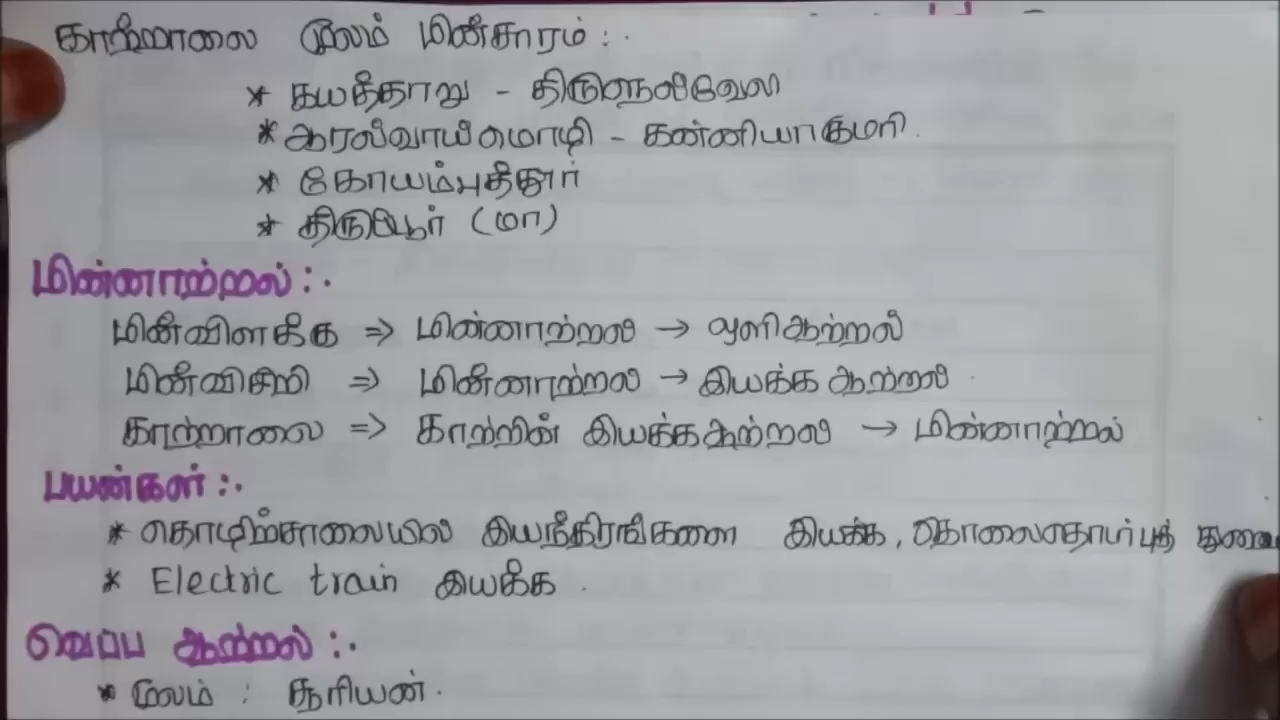 காற்றாலை மூலம் மின்சாரம் :.
* கயத்தாறு - திருநெல்வேலி
* ஆரல்வாய்மொழி - கன்னியாகுமரி.
* கோயம்புத்தூர்
* திருப்பூர் (மா)
மின்னாற்றல் :.
மின்விளக்கு => மின்னாற்றல் → ஒளிஆற்றல்
மின்விசிறி => மின்னாற்றல் → இயக்க ஆற்றல்
காற்றாலை => காற்றின் இயக்கஆற்றல் → மின்னாற்றல்
பயன்கள் :.
* தொழிற்சாலையில் இயந்திரங்களை இயக்க, தொலைதொடர்புத்
* Electric train இயக்க.
வெப்ப ஆற்றல் :.
* மூலம் : சூரியன்.